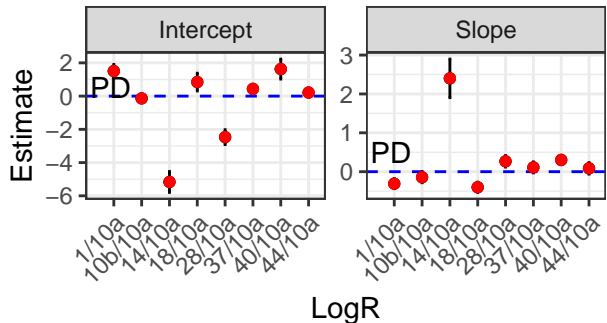 Intercept
Slope
Estimate
2
0
−2
−4
−6
PD
3
2
1
0
PD
1/10a
10b/10a
14/10a
18/10a
28/10a
37/10a
40/10a
44/10a
1/10a
10b/10a
14/10a
18/10a
28/10a
37/10a
40/10a
44/10a
LogR